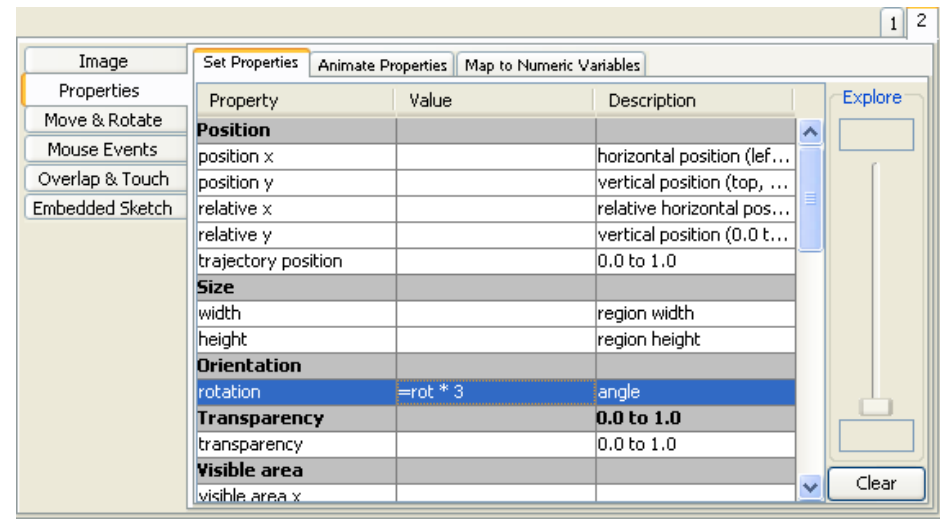 1 2
Image
Properties
Move & Rotate
Mouse Events
Overlap & Touch
Embedded Sketch
Set Properties Animate Properties Map to Numeric Variables
Property Value Description
Position
position x horizontal position (lef...
position y vertical position (top, ...
relative x relative horizontal pos...
relative y vertical position (0.0 t...
trajectory position 0.0 to 1.0
Size
width region width
height region height
Orientation
rotation =rot * 3 angle
Transparency 0.0 to 1.0
transparency 0.0 to 1.0
Visible area
visible area x
Explore
Clear